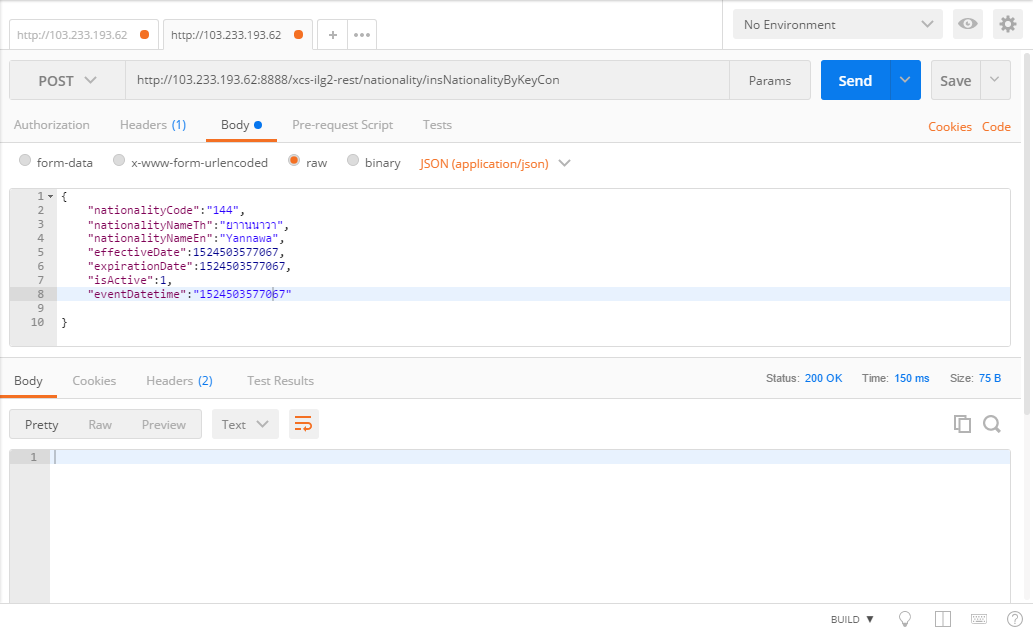 http://103.233.193.62 http://103.233.193.62 + ••• No Environment
POST http://103.233.193.62:8888/xcs-ilg2-rest/nationality/insNationalityByKeyCon Params Send Save
Authorization Headers (1) Body Pre-request Script Tests Cookies Code
form-data x-www-form-urlencoded raw binary JSON (application/json)
1 {
2 "nationalityCode":"144",
3 "nationalityNameTh":"ยาานนาวา",
4 "nationalityNameEn":"Yannawa",
5 "effectiveDate":1524503577067,
6 "expirationDate":1524503577067,
7 "isActive":1,
8 "eventDatetime":"1524503577067"
9
10 }
Body Cookies Headers (2) Test Results Status: 200 OK Time: 150 ms Size: 75 B
Pretty Raw Preview Text
1
BUILD ▼ ?